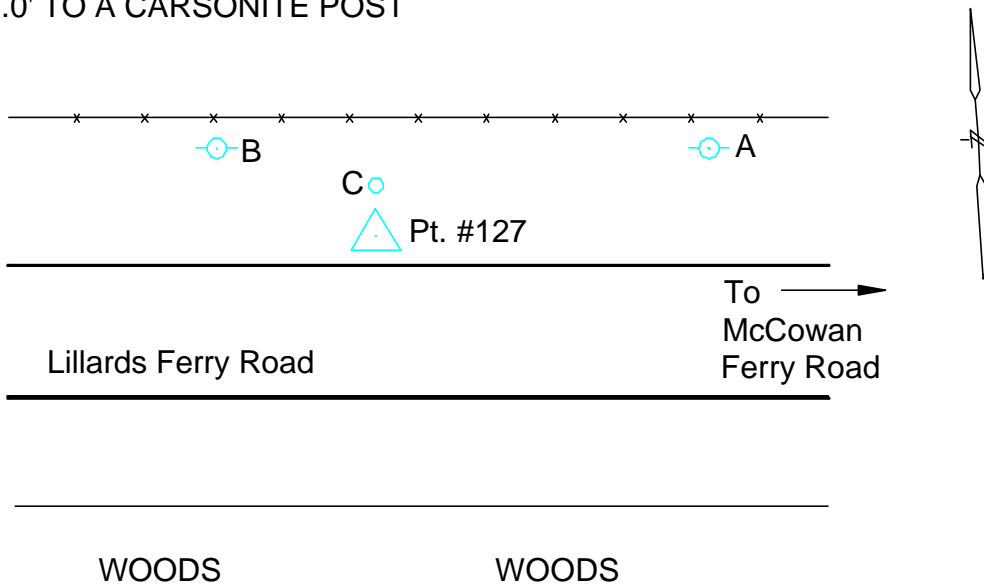 .0' TO A CARSONITE POST
B
A
C
Pt. #127
To
McCowan
Ferry Road
Lillards Ferry Road
WOODS WOODS